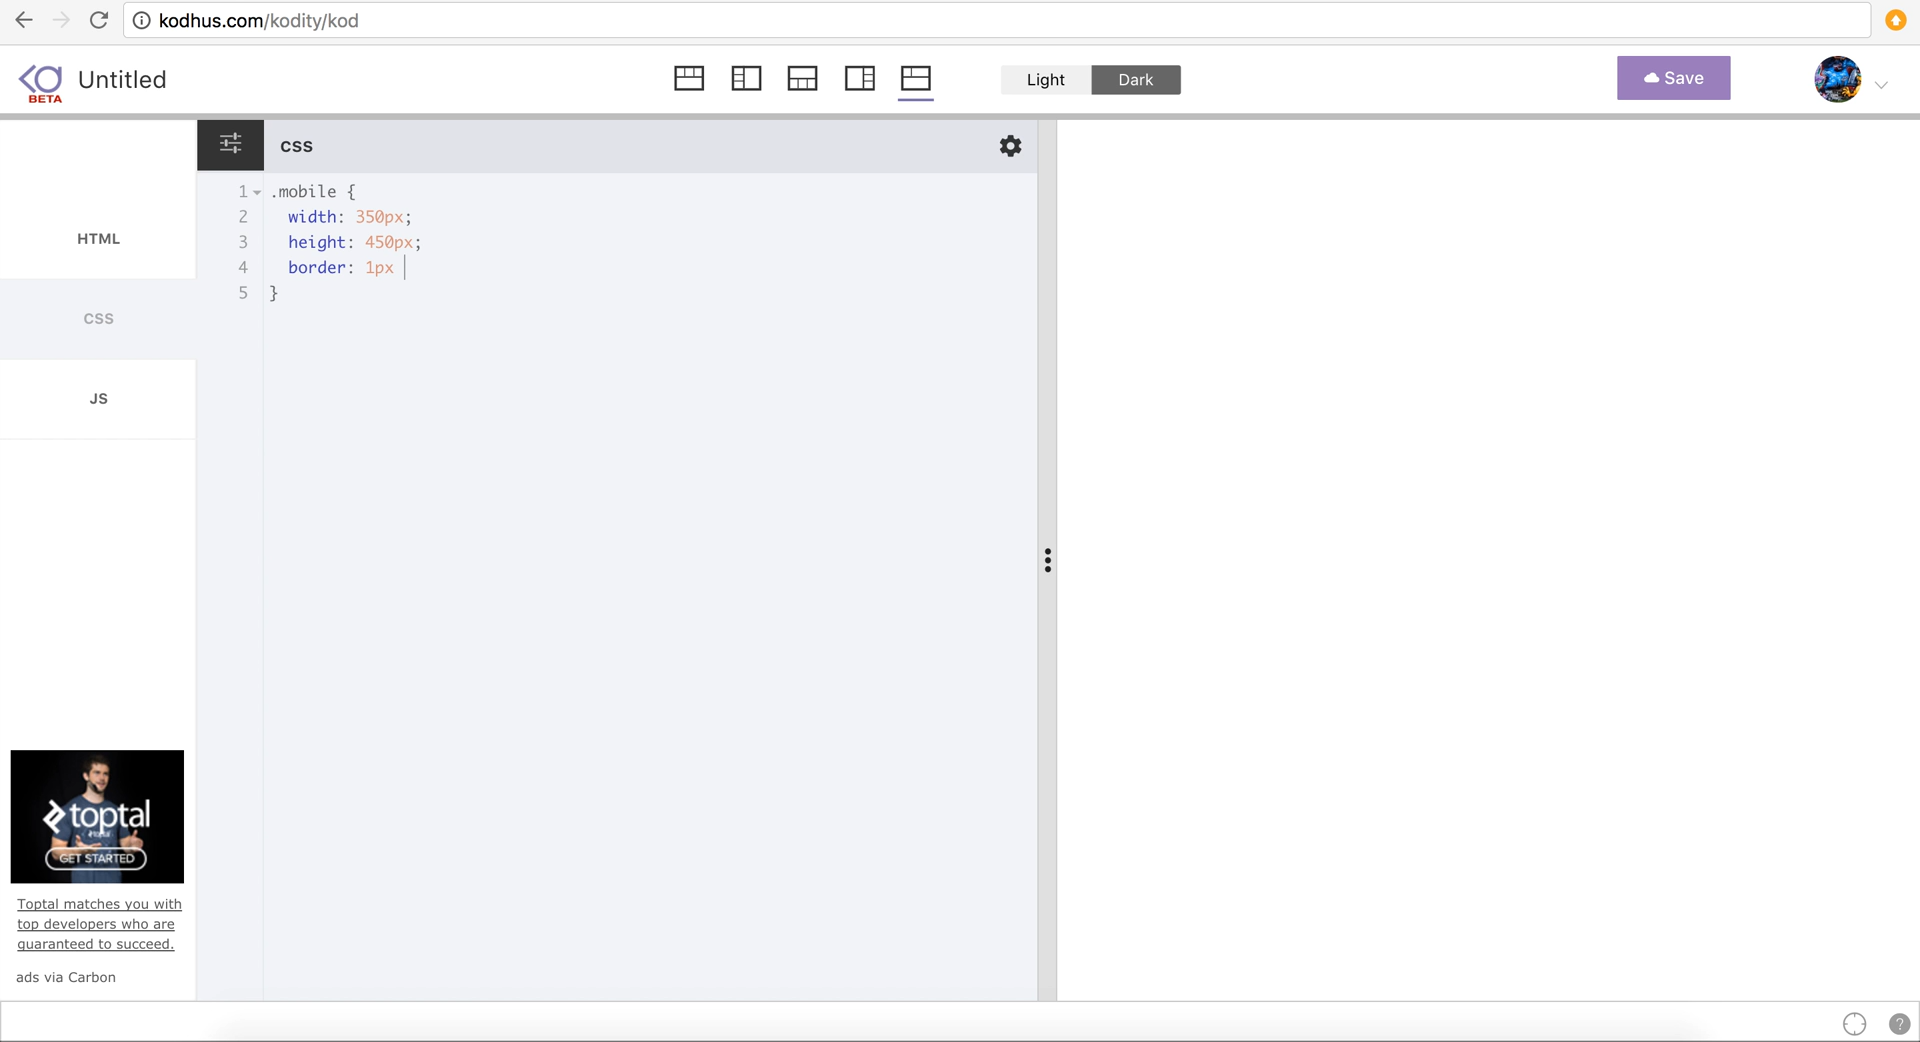 kodhus.com/kodity/kod
BETA
Untitled
Light
Dark
Save
HTML
CSS
JS
CSS
1 .mobile {
2 width: 350px;
3 height: 450px;
4 border: 1px
5 }
toptal
GET STARTED
Toptal matches you with
top developers who are
guaranteed to succeed.
ads via Carbon
?